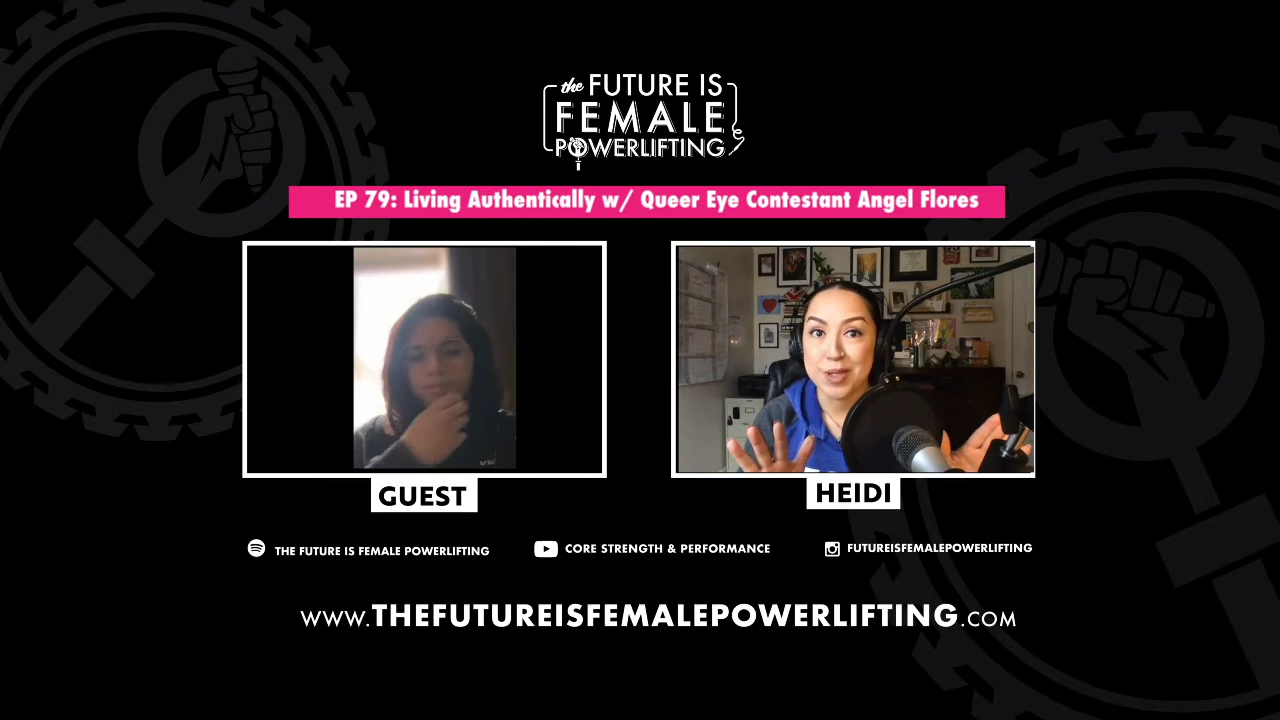 the FUTURE IS
FEMALE
POWERLIFTING
EP 79: Living Authentically w/ Queer Eye Contestant Angel Flores
GUEST
HEIDI
THE FUTURE IS FEMALE POWERLIFTING
CORE STRENGTH & PERFORMANCE
FUTUREISFEMALEPOWERLIFTING
WWW.THEFUTUREISFEMALEPOWERLIFTING.COM